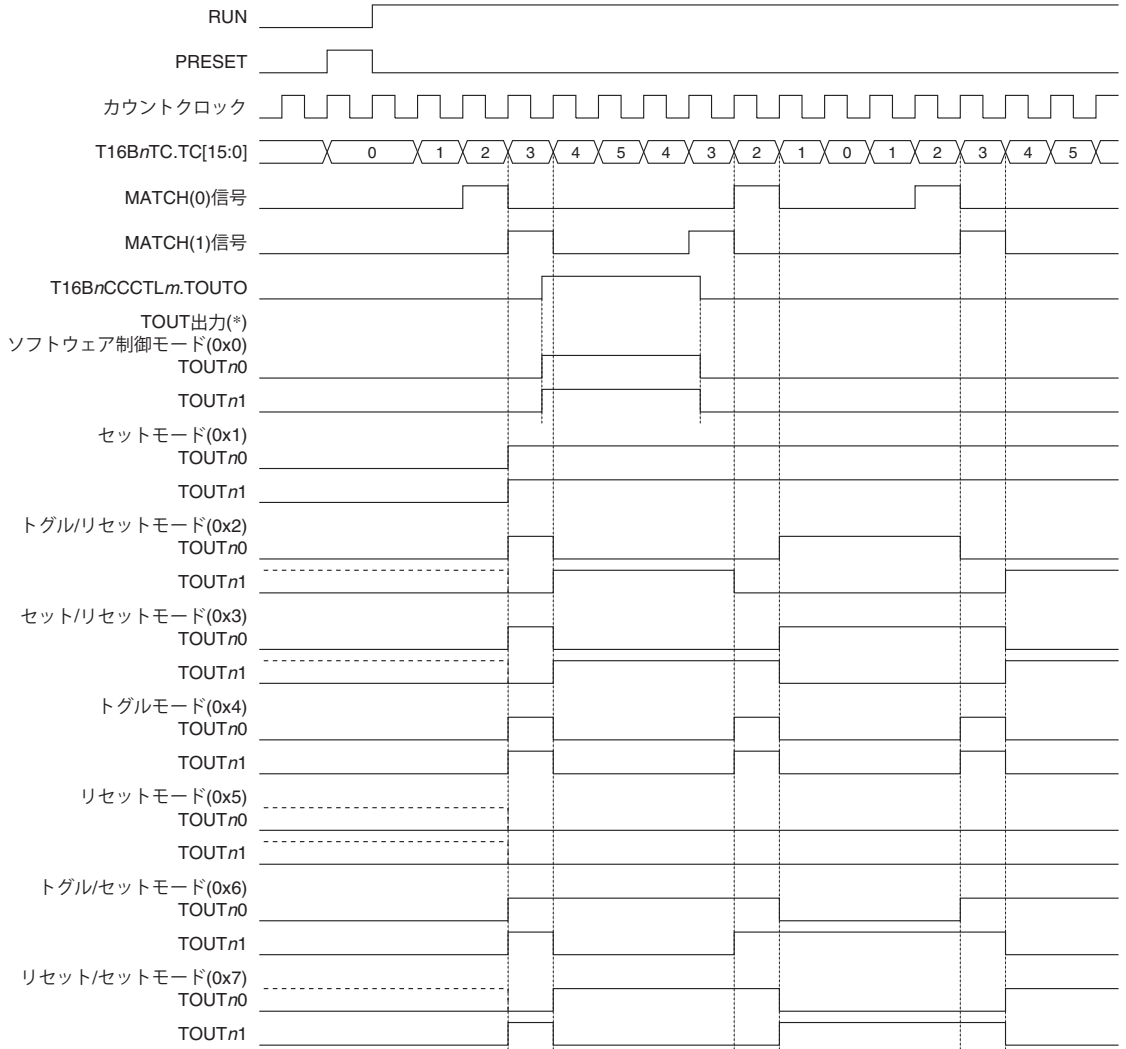 RUN
PRESET
カウントクロック
T16BnTC.TC[15:0] 0 1 2 3 4 5 4 3 2 1 0 1 2 3 4 5
MATCH(0)信号
MATCH(1)信号
T16BnCCCTLm.TOUTO
TOUT出力(*)
ソフトウェア制御モード(0x0)
TOUTn0
TOUTn1
セットモード(0x1)
TOUTn0
TOUTn1
トグル/リセットモード(0x2)
TOUTn0
TOUTn1
セット/リセットモード(0x3)
TOUTn0
TOUTn1
トグルモード(0x4)
TOUTn0
TOUTn1
リセットモード(0x5)
TOUTn0
TOUTn1
トグル/セットモード(0x6)
TOUTn0
TOUTn1
リセット/セットモード(0x7)
TOUTn0
TOUTn1